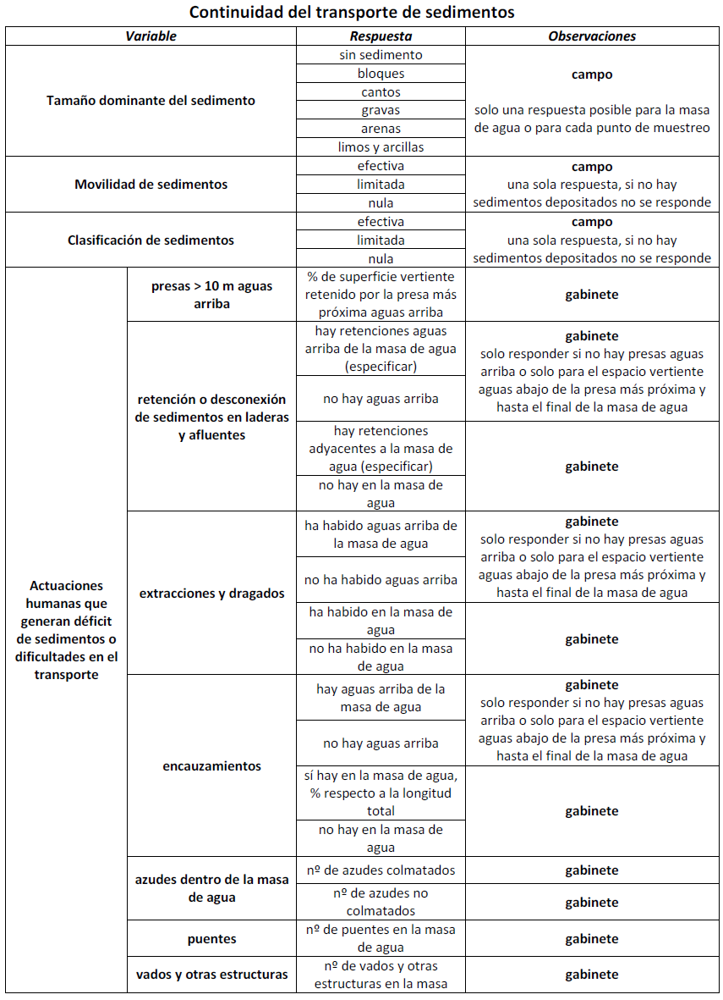 Continuidad del transporte de sedimentos
Variable
Respuesta
Observaciones
Tamaño dominante del sedimento
sin sedimento
bloques
cantos
gravas
arenas
limos y arcillas
campo
solo una respuesta posible para la masa
de agua o para cada punto de muestreo
Movilidad de sedimentos
efectiva
limitada
nula
campo
una sola respuesta, si no hay
sedimentos depositados no se responde
Clasificación de sedimentos
efectiva
limitada
nula
campo
una sola respuesta, si no hay
sedimentos depositados no se responde
Actuaciones
humanas que
generan déficit
de sedimentos o
dificultades en el
transporte
presas > 10 m aguas
arriba
% de superficie vertiente
retenido por la presa más
próxima aguas arriba
gabinete
retención o desconexión
de sedimentos en laderas
y afluentes
hay retenciones aguas
arriba de la masa de agua
(especificar)
no hay aguas arriba
gabinete
solo responder si no hay presas aguas
arriba o solo para el espacio vertiente
aguas abajo de la presa más próxima y
hasta el final de la masa de agua
hay retenciones
adyacentes a la masa de
agua (especificar)
no hay en la masa de
agua
gabinete
extracciones y dragados
ha habido aguas arriba de
la masa de agua
no ha habido aguas arriba
gabinete
solo responder si no hay presas aguas
arriba o solo para el espacio vertiente
aguas abajo de la presa más próxima y
hasta el final de la masa de agua
ha habido en la masa de
agua
no ha habido en la masa
de agua
gabinete
encauzamientos
hay aguas arriba de la
masa de agua
no hay aguas arriba
gabinete
solo responder si no hay presas aguas
arriba o solo para el espacio vertiente
aguas abajo de la presa más próxima y
hasta el final de la masa de agua
sí hay en la masa de agua,
% respecto a la longitud
total
no hay en la masa de
agua
gabinete
azudes dentro de la masa
de agua
nº de azudes colmatados
gabinete
nº de azudes no
colmatados
gabinete
puentes
nº de puentes en la masa
de agua
gabinete
vados y otras estructuras
nº de vados y otras
estructuras en la masa
gabinete